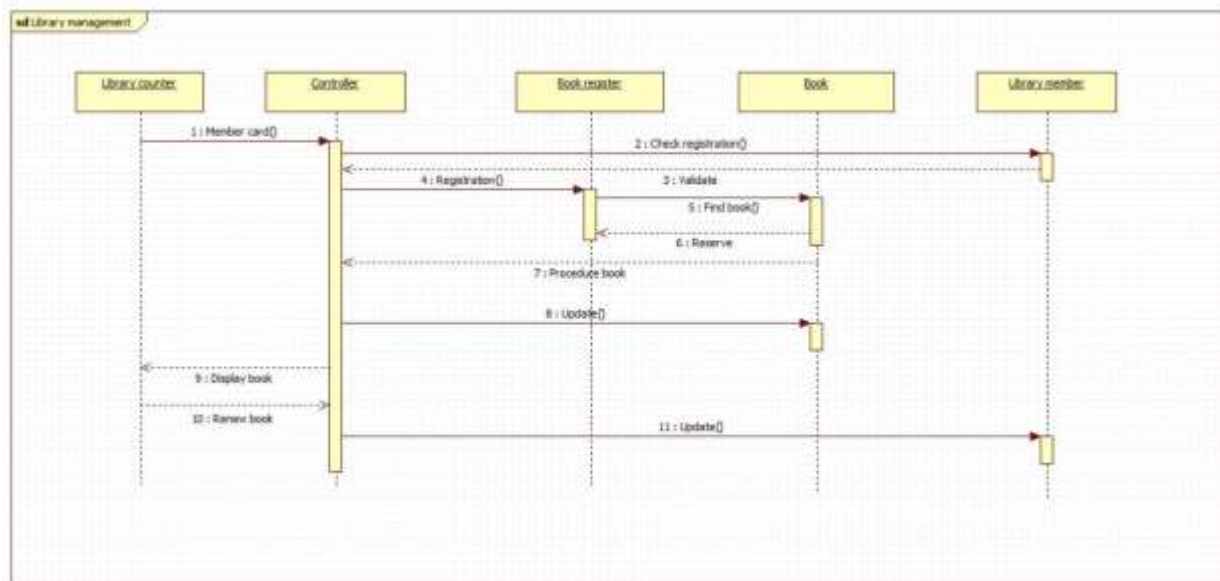 sd Library management
Library counter
Controller
Book register
Book
Library member
1 : Member card()
2 : Check registration()
3 : Validate
4 : Registration()
5 : Find book()
6 : Reserve
7 : Procedure book
8 : Update()
9 : Display book
10 : Renew book
11 : Update()